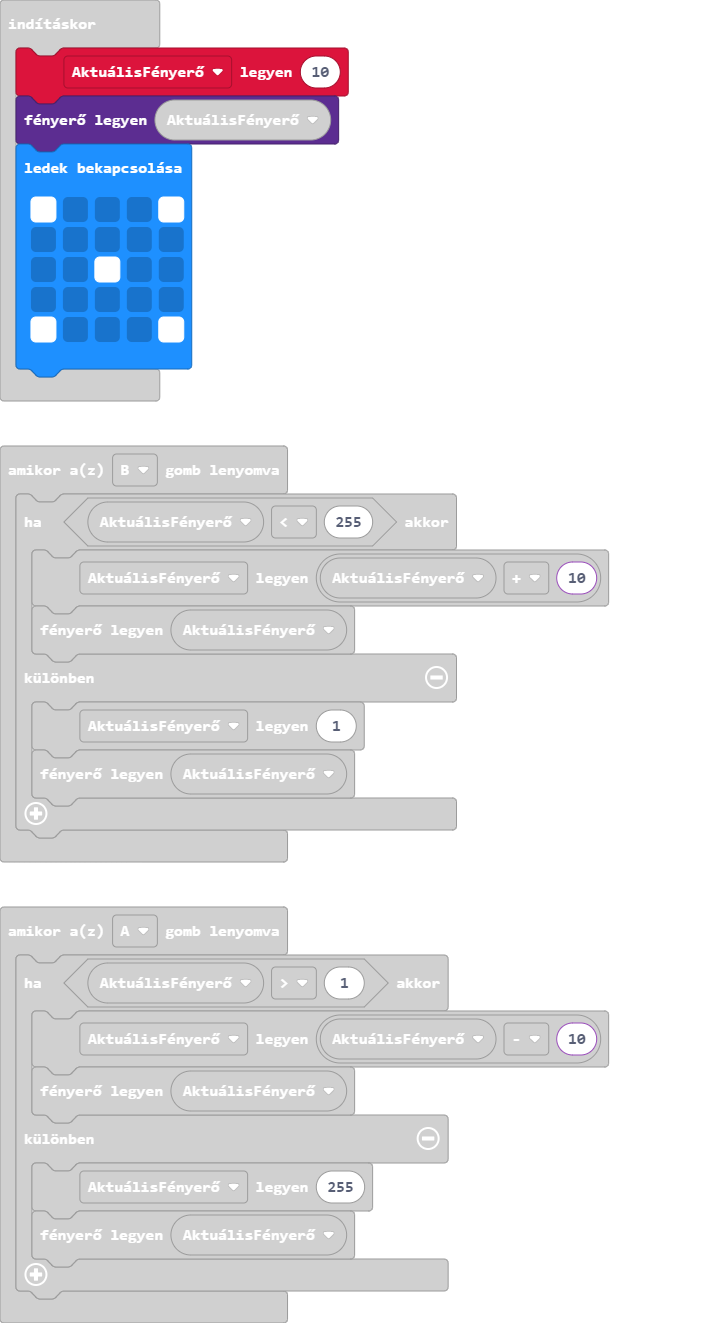 indításkor
AktuálisFényerő legyen 10
fényerő legyen AktuálisFényerő
ledek bekapcsolása
amikor a(z) B gomb lenyomva
ha AktuálisFényerő < 255 akkor
AktuálisFényerő legyen AktuálisFényerő + 10
fényerő legyen AktuálisFényerő
különben
AktuálisFényerő legyen 1
fényerő legyen AktuálisFényerő
amikor a(z) A gomb lenyomva
ha AktuálisFényerő > 1 akkor
AktuálisFényerő legyen AktuálisFényerő - 10
fényerő legyen AktuálisFényerő
különben
AktuálisFényerő legyen 255
fényerő legyen AktuálisFényerő